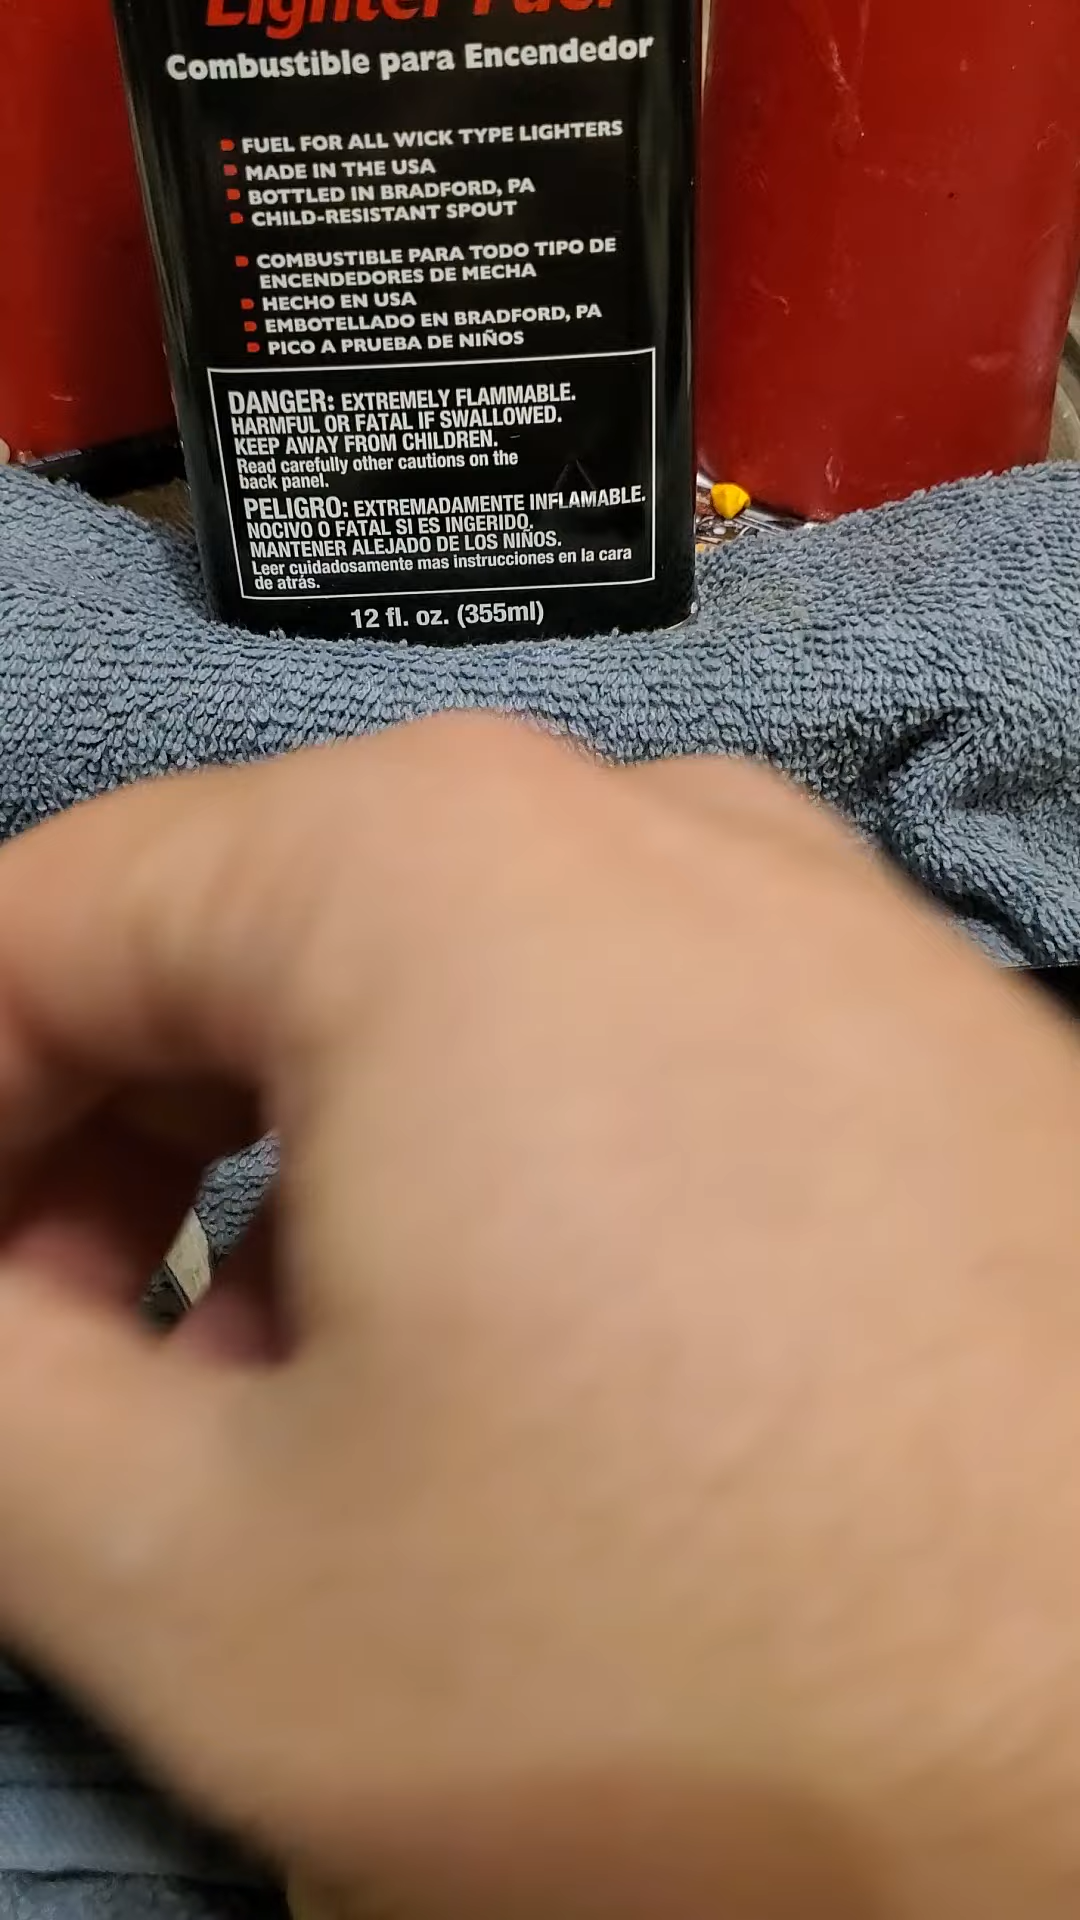 Lighter Fuel
Combustible para Encendedor
FUEL FOR ALL WICK TYPE LIGHTERS
MADE IN THE USA
BOTTLED IN BRADFORD, PA
CHILD-RESISTANT SPOUT
COMBUSTIBLE PARA TODO TIPO DE
ENCENDEDORES DE MECHA
HECHO EN USA
EMBOTELLADO EN BRADFORD, PA
PICO A PRUEBA DE NIÑOS
DANGER: EXTREMELY FLAMMABLE.
HARMFUL OR FATAL IF SWALLOWED.
KEEP AWAY FROM CHILDREN.
Read carefully other cautions on the
back panel.
PELIGRO: EXTREMADAMENTE INFLAMABLE.
NOCIVO O FATAL SI ES INGERIDO.
MANTENER ALEJADO DE LOS NIÑOS.
Leer cuidadosamente mas instrucciones en la cara
de atrás.
12 fl. oz. (355ml)